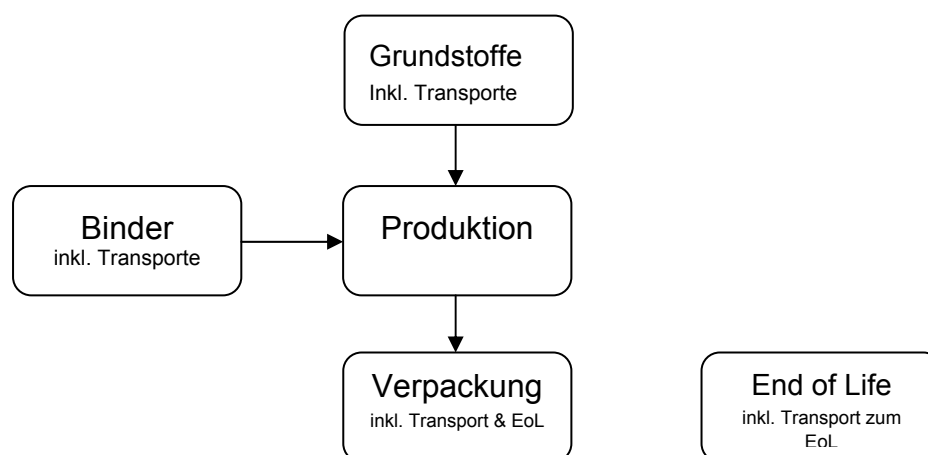 Grundstoffe
Inkl. Transporte
Binder
inkl. Transporte
Produktion
Verpackung
inkl. Transport & EoL
End of Life
inkl. Transport zum
EoL